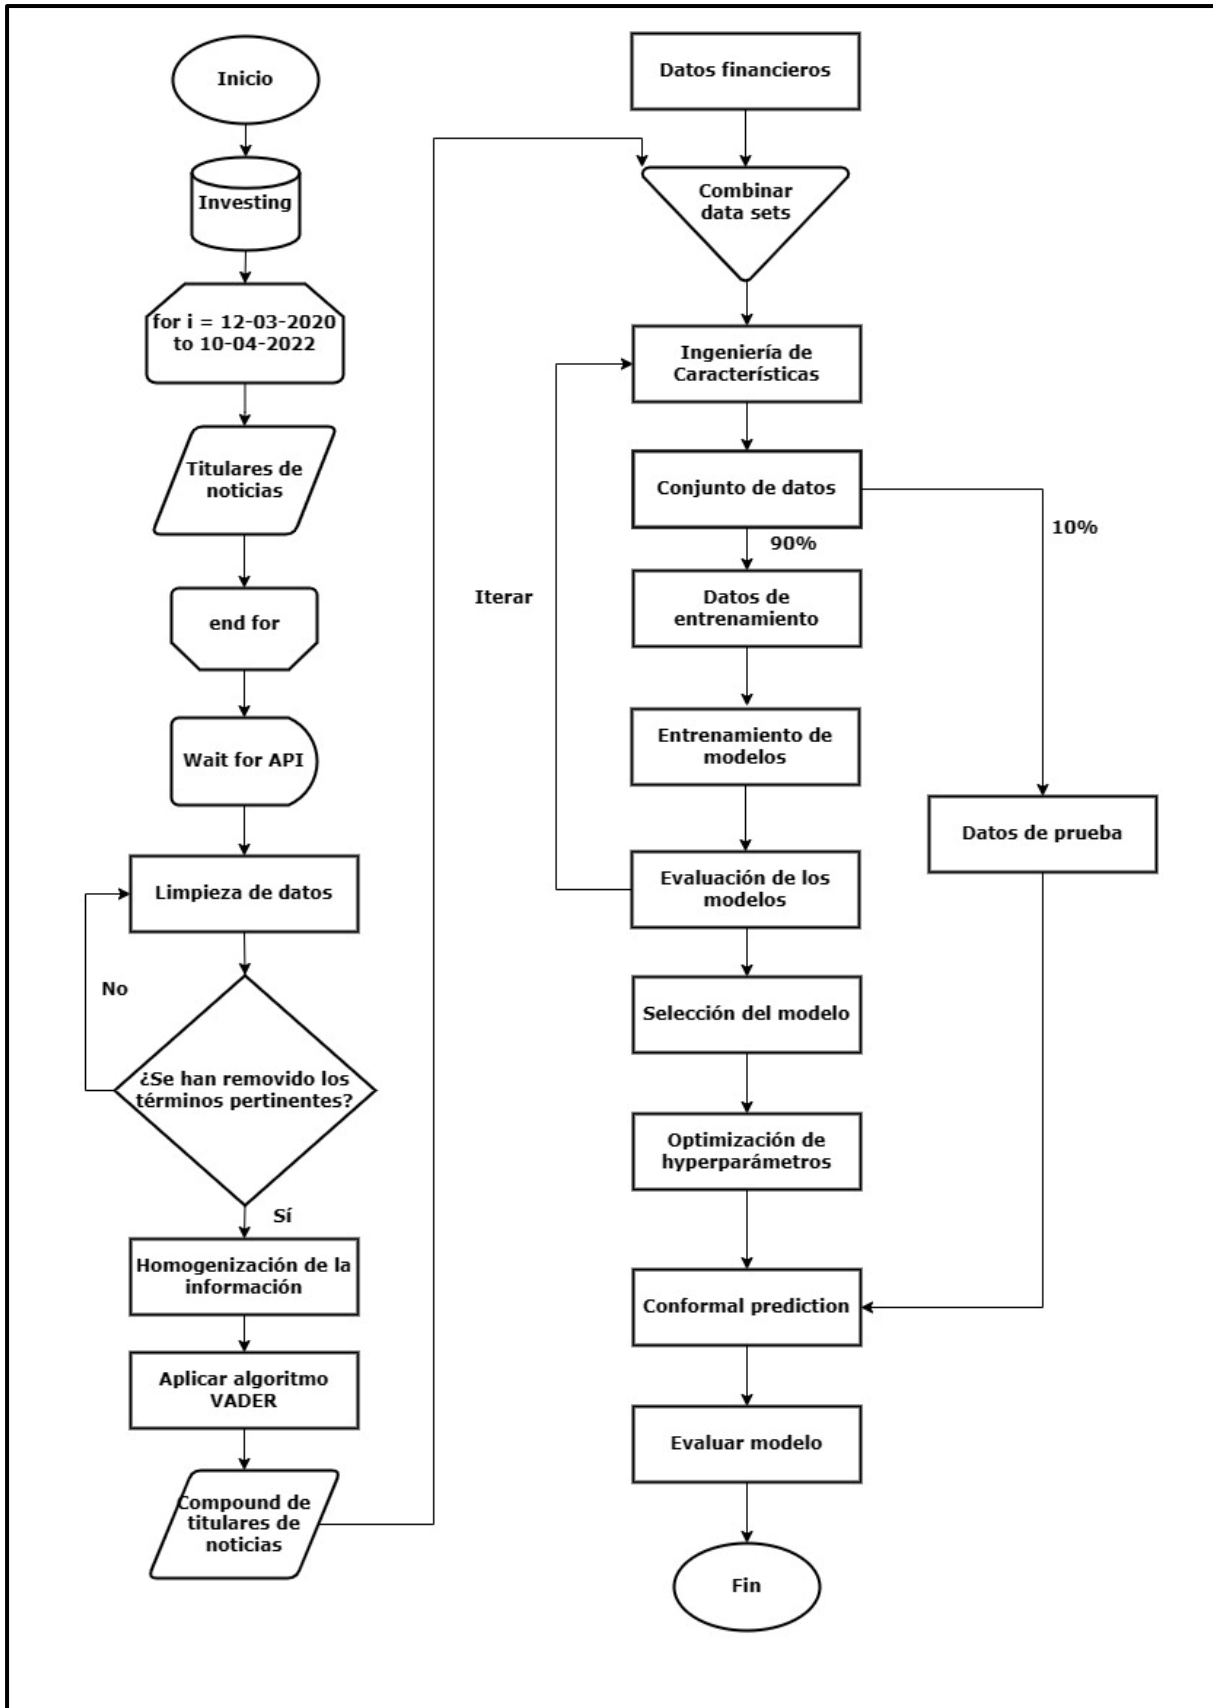 Inicio
Investing
for i = 12-03-2020
to 10-04-2022
Titulares de
noticias
end for
Wait for API
Limpieza de datos
No
¿Se han removido los
términos pertinentes?
Sí
Homogenización de la
información
Aplicar algoritmo
VADER
Compound de
titulares de
noticias
Datos financieros
Combinar
data sets
Ingeniería de
Características
Conjunto de datos
90%
10%
Iterar
Datos de
entrenamiento
Entrenamiento de
modelos
Datos de prueba
Evaluación de los
modelos
Selección del modelo
Optimización de
hyperparámetros
Conformal prediction
Evaluar modelo
Fin